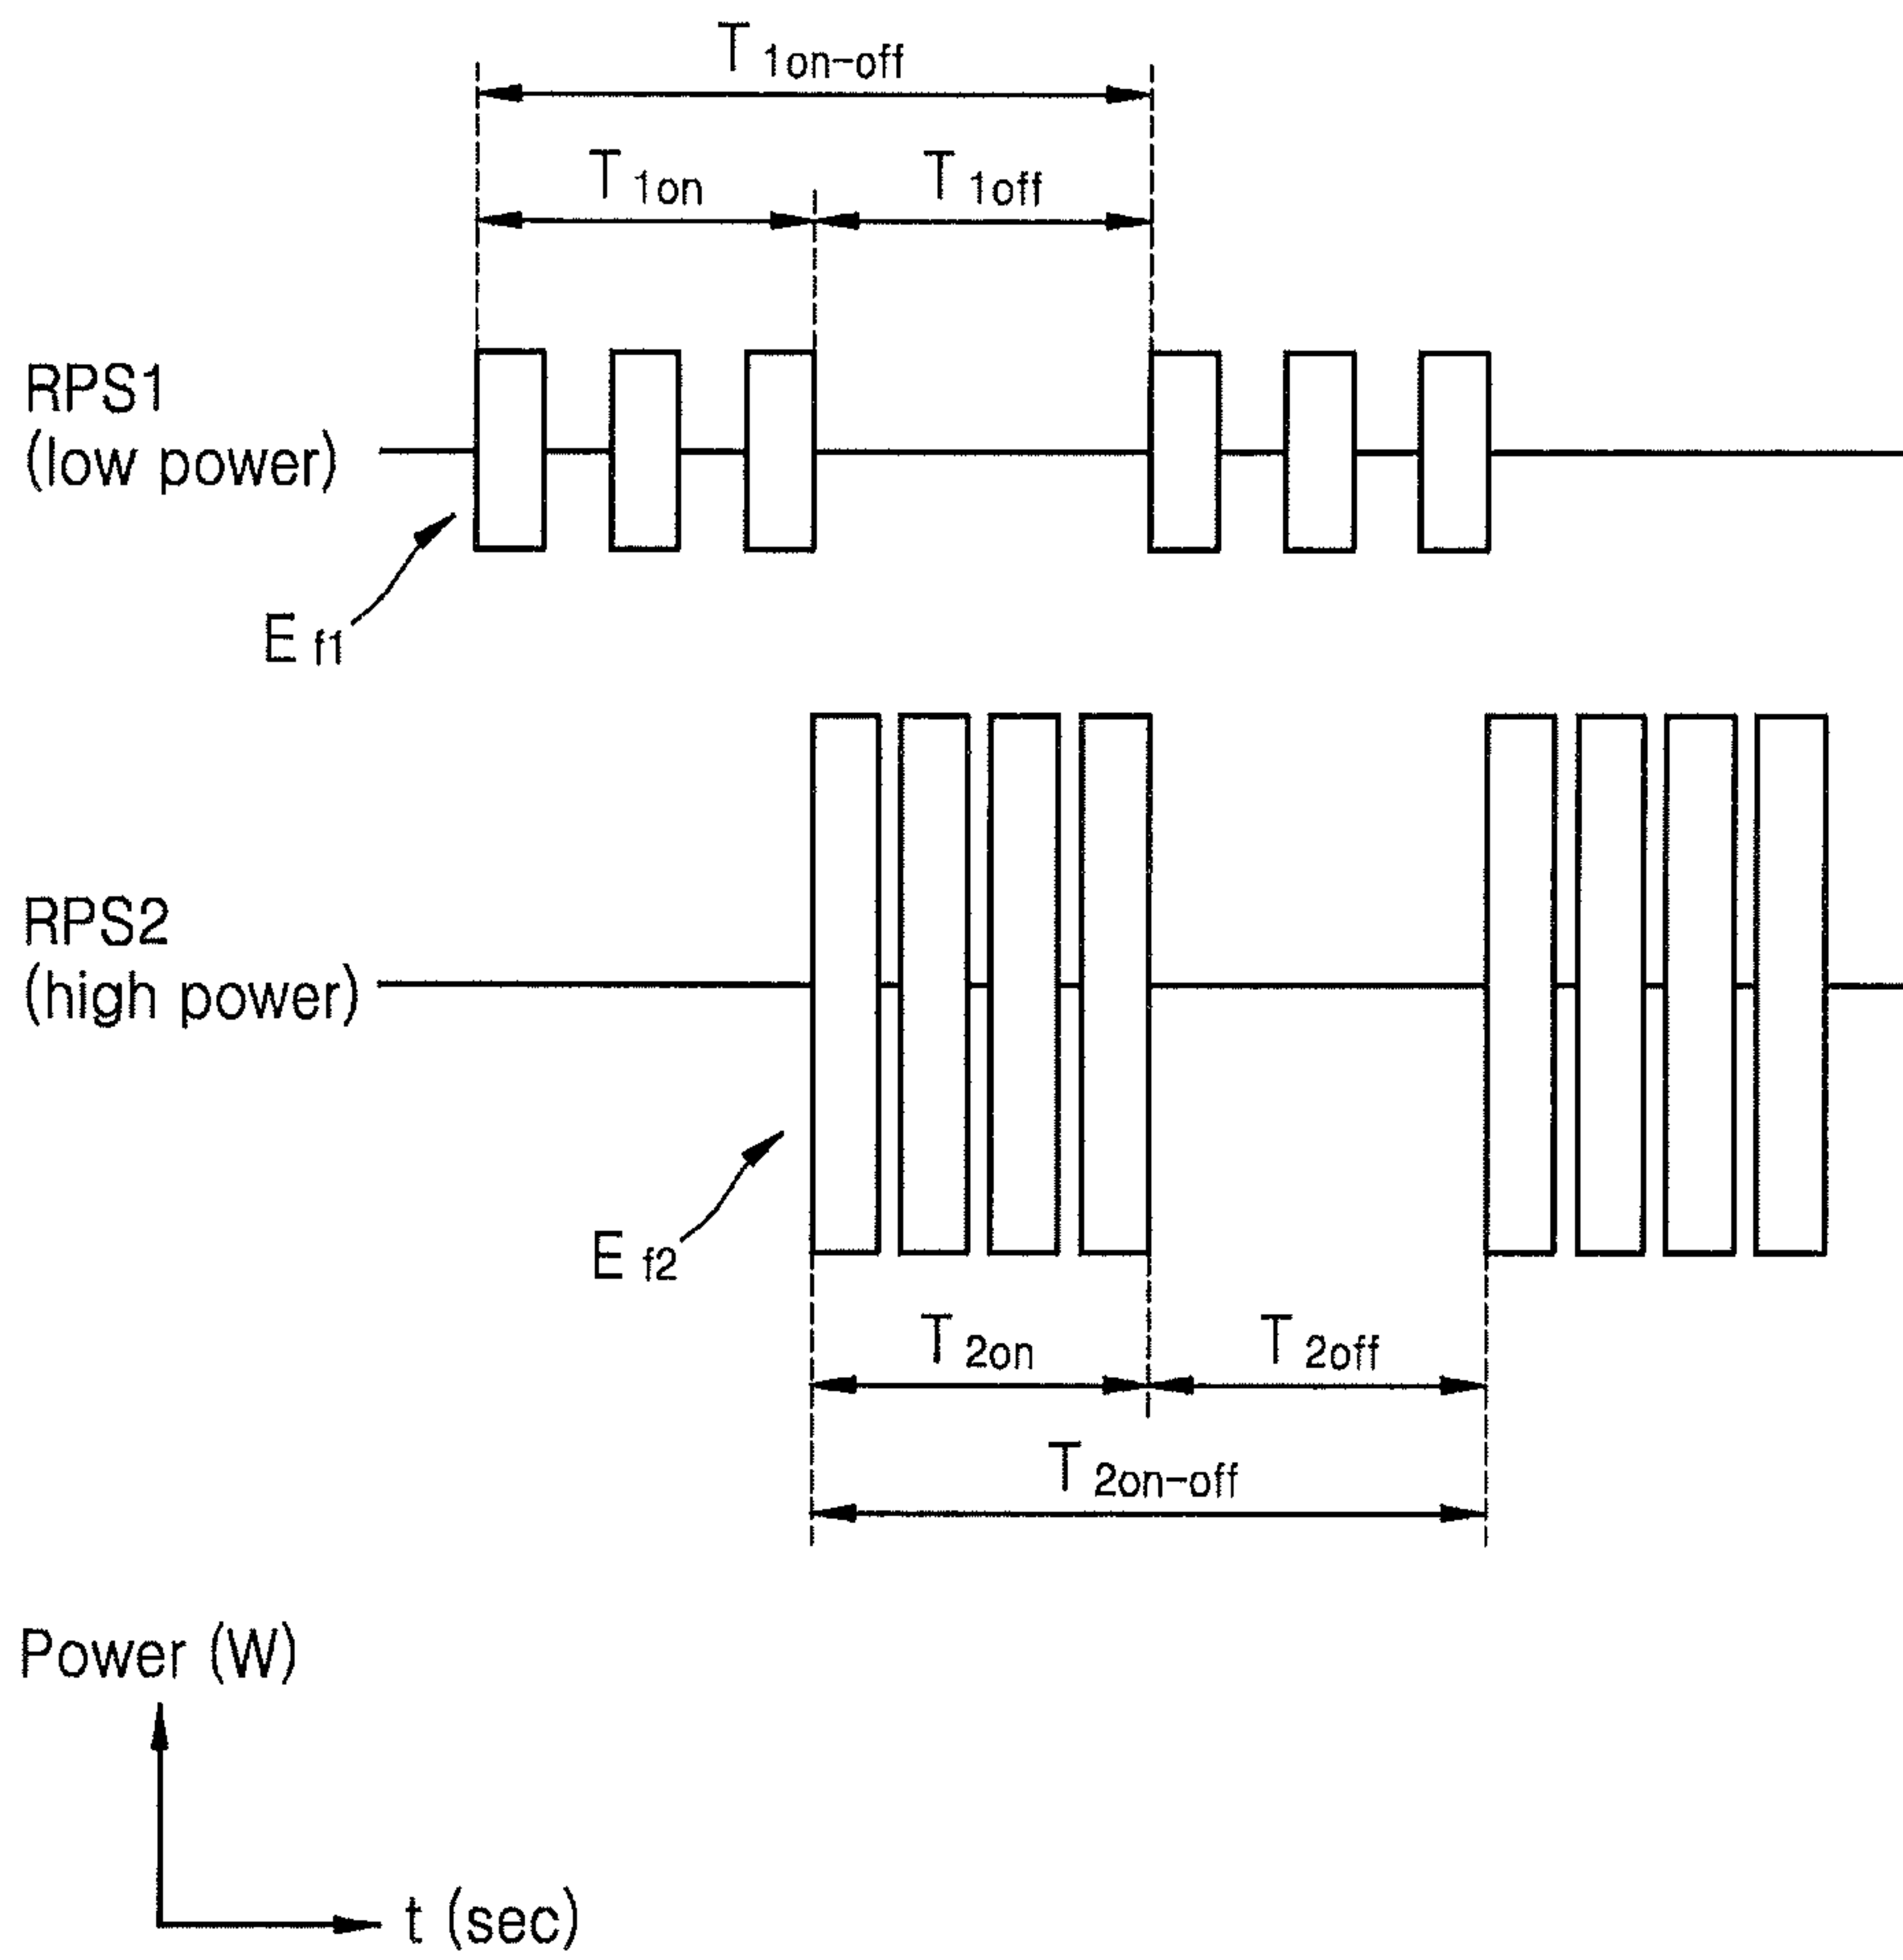 T 1on-off
T 1on
T 1off
RPS1
(low power)
E f1
RPS2
(high power)
E f2
T 2on
T 2off
T 2on-off
Power (W)
t (sec)